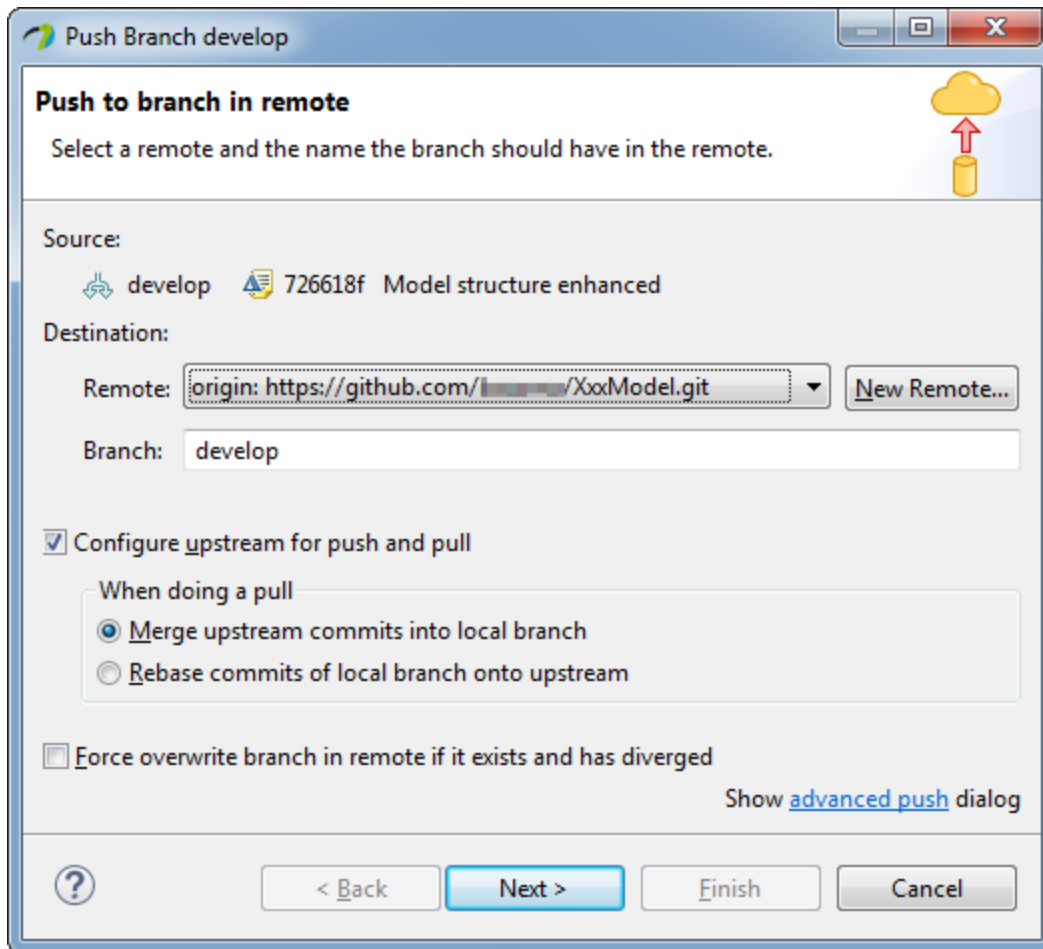 Push Branch develop
Push to branch in remote
Select a remote and the name the branch should have in the remote.
Source:
develop 726618f Model structure enhanced
Destination:
Remote: origin: https://github.com/ /XxxModel.git New Remote...
Branch: develop
Configure upstream for push and pull
When doing a pull
Merge upstream commits into local branch
Rebase commits of local branch onto upstream
Force overwrite branch in remote if it exists and has diverged
Show advanced push dialog
? < Back Next > Finish Cancel